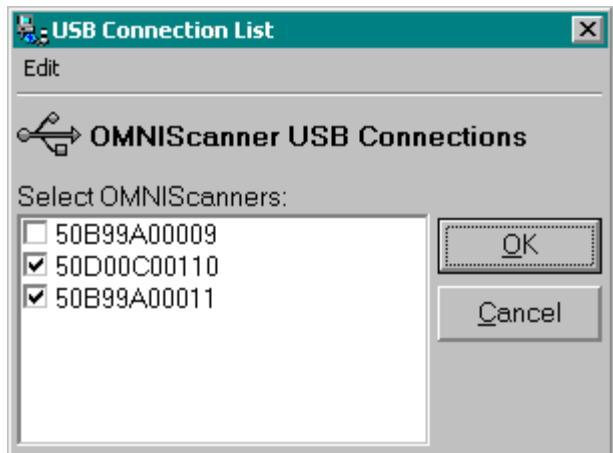 USB Connection List
Edit
OMNIScanner USB Connections
Select OMNIScanners:
50B99A00009
50D00C00110
50B99A00011
OK
Cancel